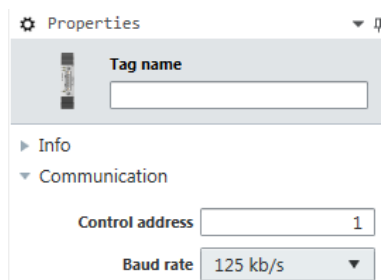 Properties
Tag name
Info
Communication
Control address 1
Baud rate 125 kb/s